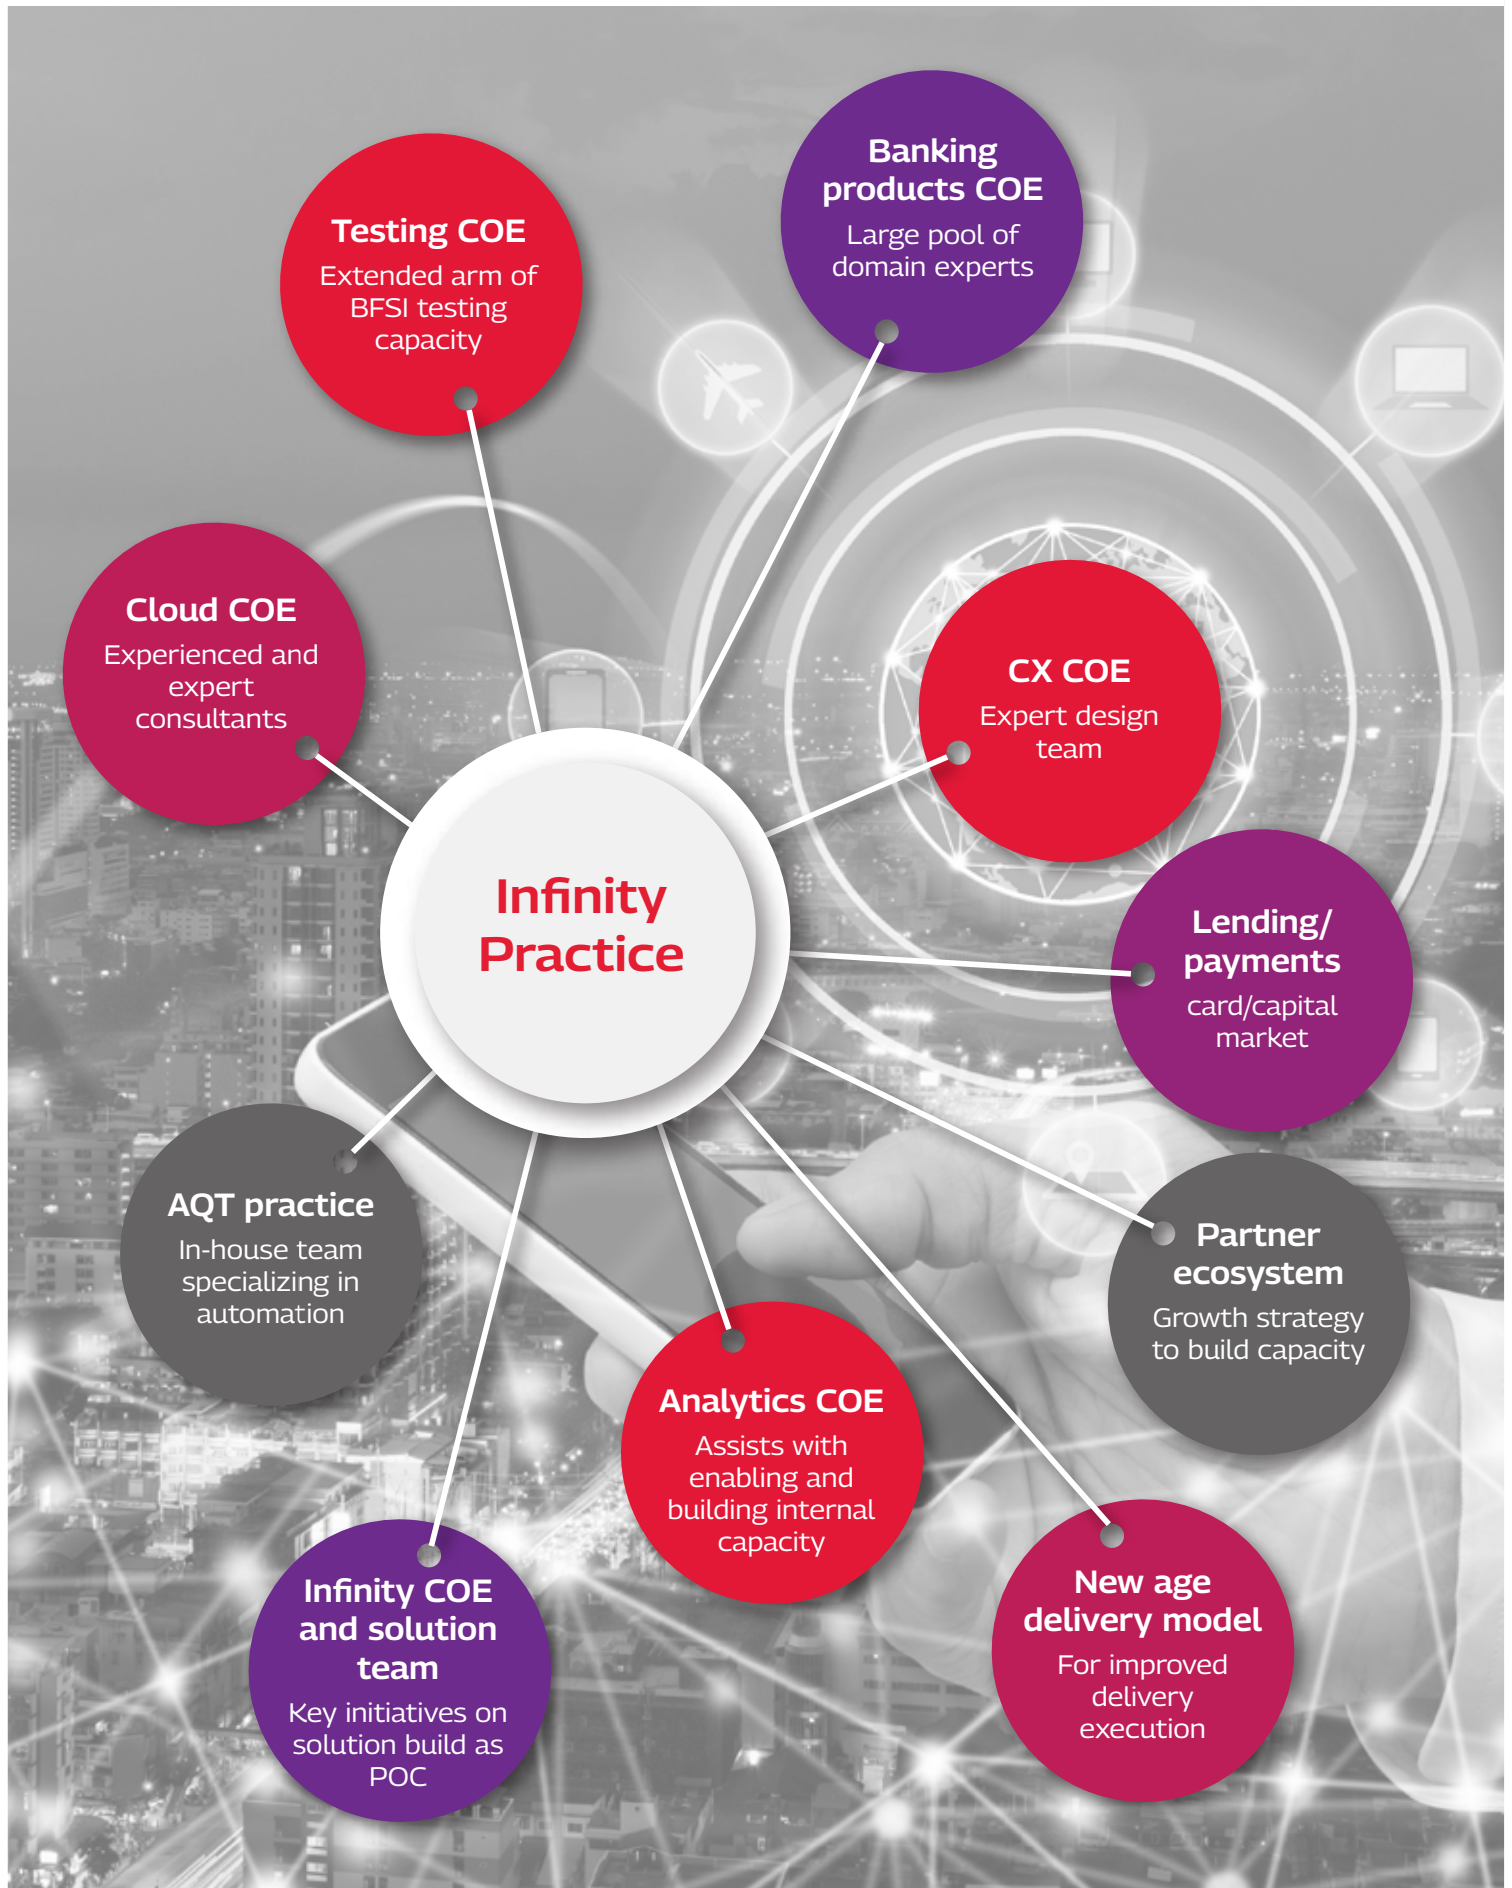 Banking
products COE
Large pool of
domain experts
Testing COE
Extended arm of
BFSI testing
capacity
Cloud COE
Experienced and
expert
consultants
CX COE
Expert design
team
Infinity
Practice
Lending/
payments
card/capital
market
AQT practice
In-house team
specializing in
automation
Partner
ecosystem
Growth strategy
to build capacity
Analytics COE
Assists with
enabling and
building internal
capacity
Infinity COE
and solution
team
Key initiatives on
solution build as
POC
New age
delivery model
For improved
delivery
execution